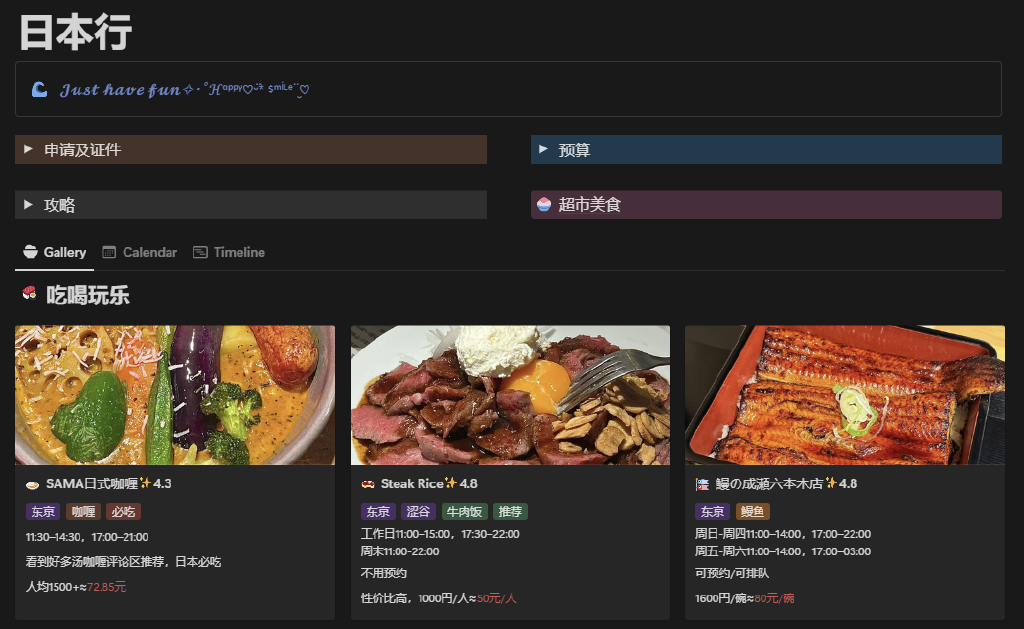 日本行
Just have fun✧･ﾟHᵃᵖᵖʸ♡ ˢᵐⁱᴸᵉ ♡
申请及证件
预算
攻略
超市美食
Gallery Calendar Timeline
吃喝玩乐
SAMA日式咖喱✨4.3
东京 咖喱 必吃
11:30–14:30，17:00–21:00
看到好多汤咖喱评论区推荐，日本必吃
人均1500+≈72.85元
Steak Rice✨4.8
东京 涩谷 牛肉饭 推荐
工作日11:00–15:00，17:30–22:00
周末11:00-22:00
不用预约
性价比高，1000円/人≈50元/人
鰻の成瀬六本木店✨4.8
东京 鳗鱼
周日-周四11:00–14:00，17:00–22:00
周五-周六11:00–14:00，17:00–03:00
可预约/可排队
1600円/碗≈80元/碗